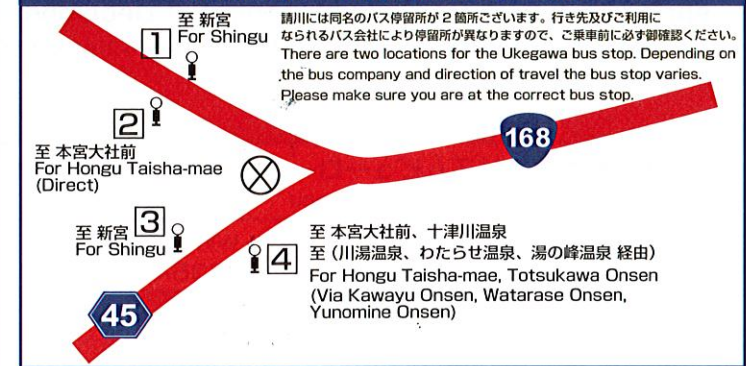 請川には同名のバス停留所が2箇所ございます。行き先及びご利用に
なられるバス会社により停留所が異なりますので、ご乗車前に必ず御確認ください。
There are two locations for the Ukegawa bus stop. Depending on
the bus company and direction of travel the bus stop varies.
Please make sure you are at the correct bus stop.
至 新宮
For Shingu
1
2
至 本宮大社前
For Hongu Taisha-mae
(Direct)
168
至 新宮
For Shingu
3
4
至 本宮大社前、十津川温泉
至 (川湯温泉、わたらせ温泉、湯の峰温泉 経由)
For Hongu Taisha-mae, Totsukawa Onsen
(Via Kawayu Onsen, Watarase Onsen,
Yunomine Onsen)
45